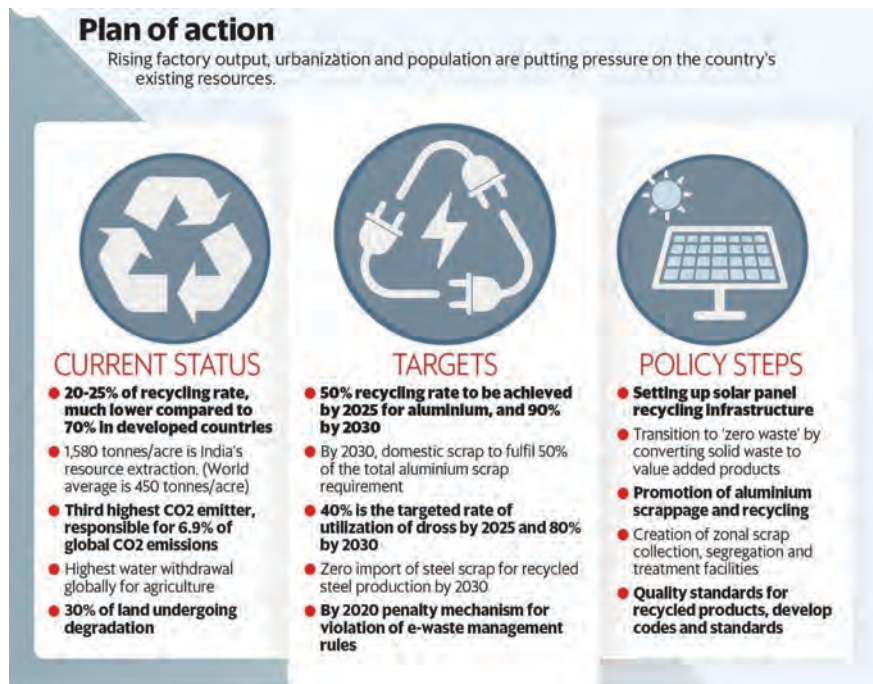 Plan of action
Rising factory output, urbanization and population are putting pressure on the country's
existing resources.
CURRENT STATUS
● 20-25% of recycling rate,
much lower compared to
70% in developed countries
● 1,580 tonnes/acre is India's
resource extraction. (World
average is 450 tonnes/acre)
● Third highest CO2 emitter,
responsible for 6.9% of
global CO2 emissions
● Highest water withdrawal
globally for agriculture
● 30% of land undergoing
degradation
TARGETS
● 50% recycling rate to be achieved
by 2025 for aluminium, and 90%
by 2030
● By 2030, domestic scrap to fulfil 50%
of the total aluminium scrap
requirement
● 40% is the targeted rate of
utilization of dross by 2025 and 80%
by 2030
● Zero import of steel scrap for recycled
steel production by 2030
● By 2020 penalty mechanism for
violation of e-waste management
rules
POLICY STEPS
● Setting up solar panel
recycling infrastructure
● Transition to 'zero waste' by
converting solid waste to
value added products
● Promotion of aluminium
scrappage and recycling
● Creation of zonal scrap
collection, segregation and
treatment facilities
● Quality standards for
recycled products, develop
codes and standards